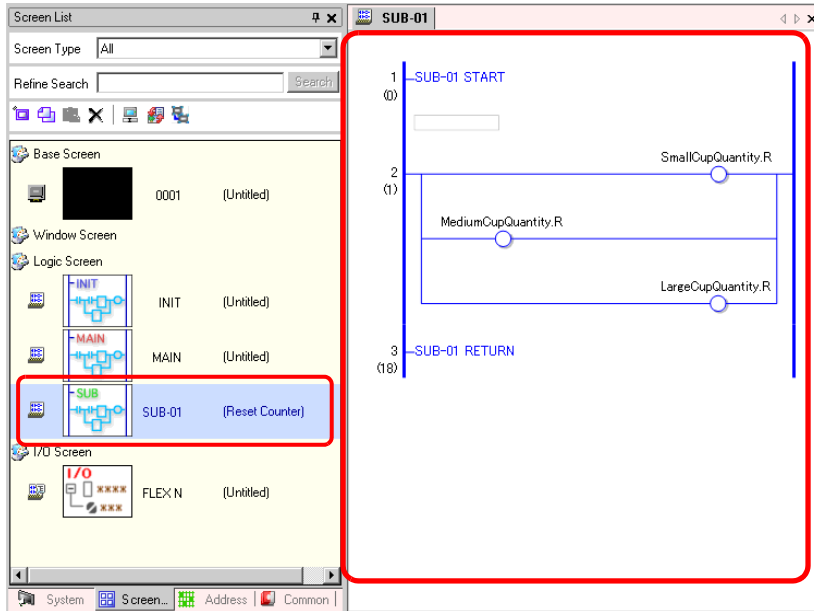 Screen List
Screen Type All
Refine Search Search
Base Screen
0001 (Untitled)
Window Screen
Logic Screen
INIT
INIT (Untitled)
MAIN
MAIN (Untitled)
SUB
SUB-01 (Reset Counter)
I/O Screen
I/O
****
***
FLEX N (Untitled)
System Screen... Address Common
SUB-01
1 SUB-01 START
(0)
SmallCupQuantity.R
2
(1)
MediumCupQuantity.R
LargeCupQuantity.R
3 SUB-01 RETURN
(18)